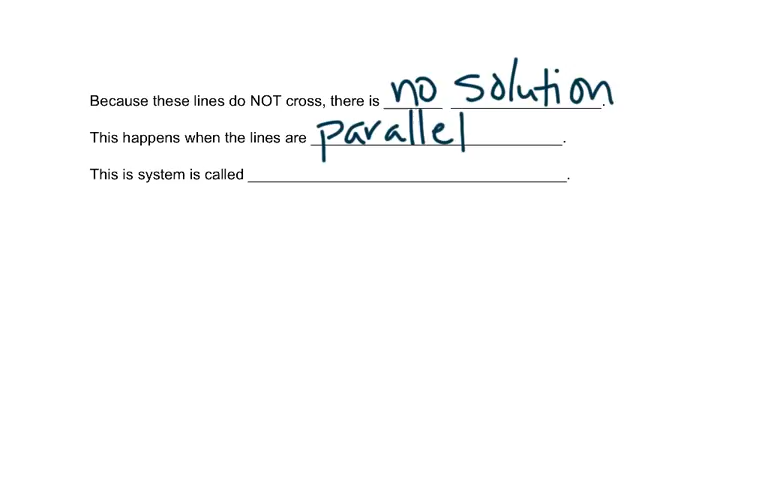 Because these lines do NOT cross, there is no solution.
This happens when the lines are parallel.
This is system is called ____________________.